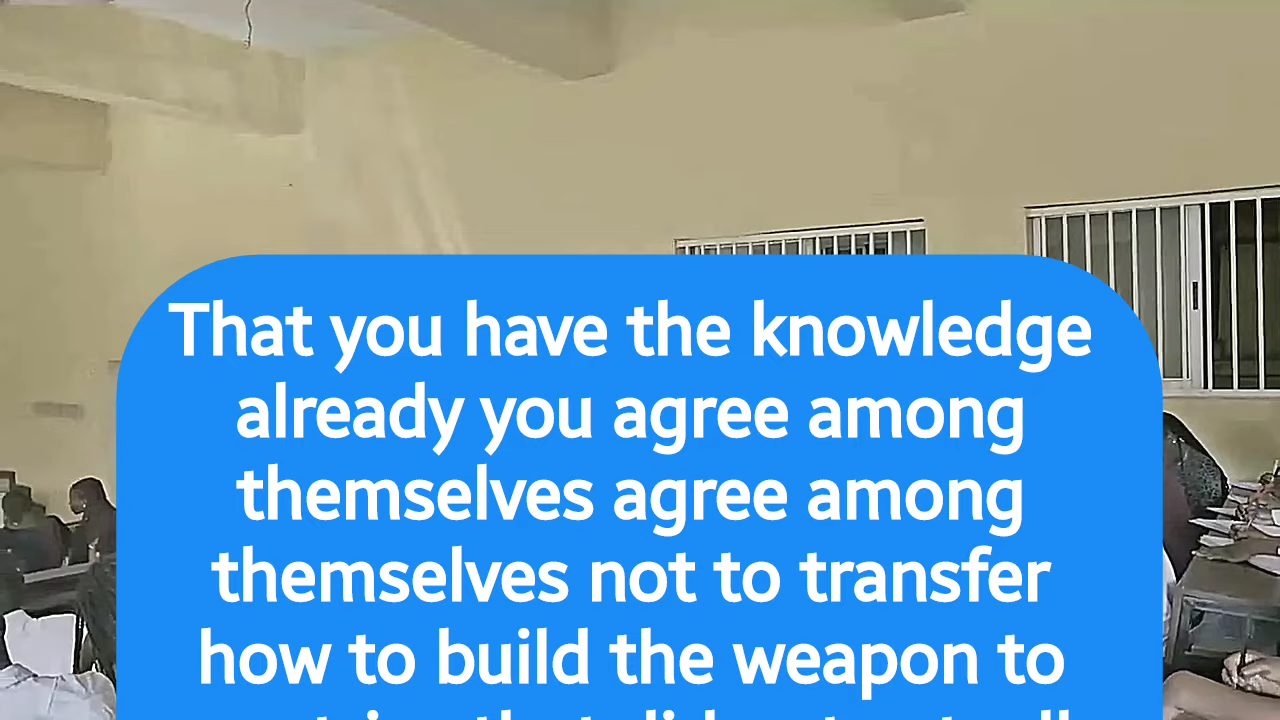 That you have the knowledge
already you agree among
themselves agree among
themselves not to transfer
how to build the weapon to